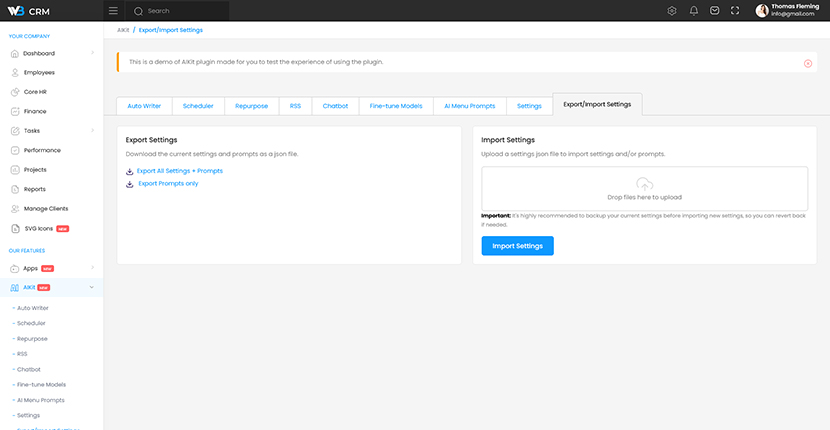 W3 CRM
Search
Thomas Fleming
info@gmail.com
AIKit / Export/Import Settings
YOUR COMPANY
Dashboard
Employees
Core HR
Finance
Tasks
Performance
Projects
Reports
Manage Clients
SVG Icons NEW
OUR FEATURES
Apps NEW
AIKit NEW
Auto Writer
Scheduler
Repurpose
RSS
Chatbot
Fine-tune Models
AI Menu Prompts
Settings
This is a demo of AIKit plugin made for you to test the experience of using the plugin.
Auto Writer Scheduler Repurpose RSS Chatbot Fine-tune Models AI Menu Prompts Settings Export/Import Settings
Export Settings
Download the current settings and prompts as a json file.
Export All Settings + Prompts
Export Prompts only
Import Settings
Upload a settings json file to import settings and/or prompts.
Drop files here to upload
Important: It's highly recommended to backup your current settings before importing new settings, so you can revert back
if needed.
Import Settings